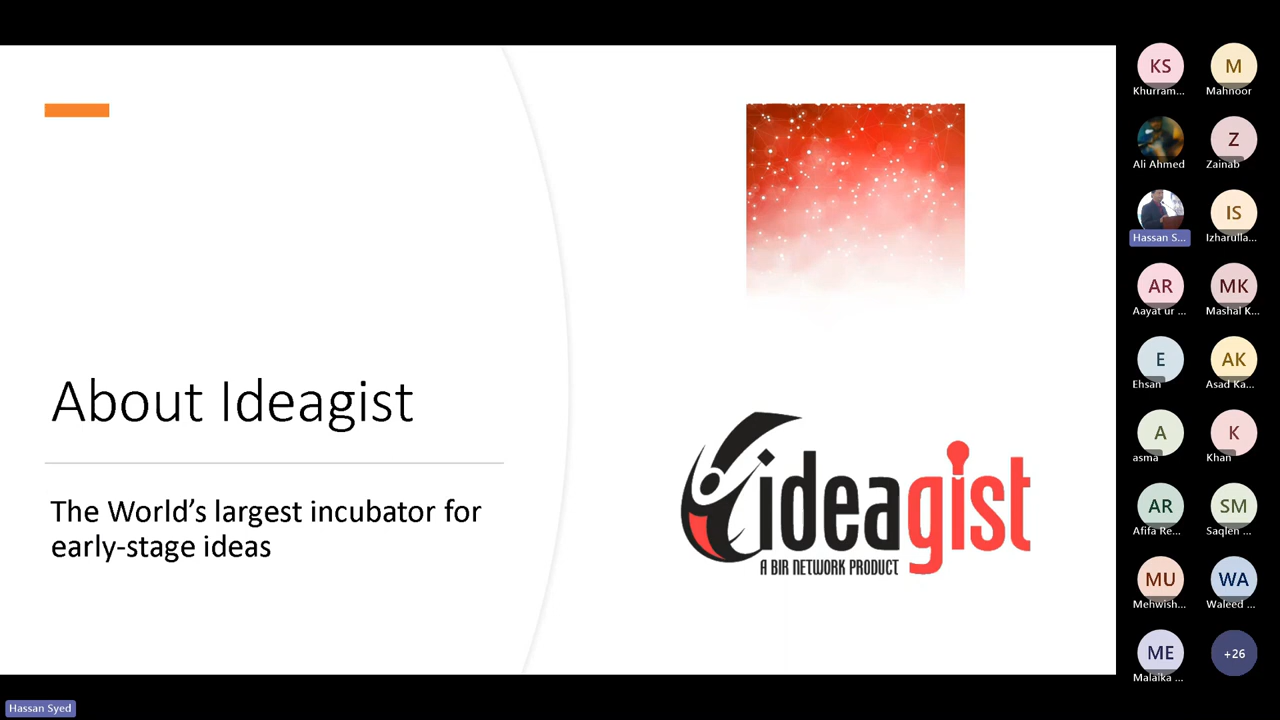 About Ideagist
The World's largest incubator for
early-stage ideas
ideagist
A BIR NETWORK PRODUCT
KS
Khurram...
M
Mahnoor
Ali Ahmed
Z
Zainab
Hassan S...
IS
Izharulla...
AR
Aayat ur ...
MK
Mashal K...
E
Ehsan
AK
Asad Ka...
A
asma
K
Khan
AR
Afifa Re...
SM
Saqlen ...
MU
Mehwish...
WA
Waleed ...
ME
Malaika ...
+26
Hassan Syed